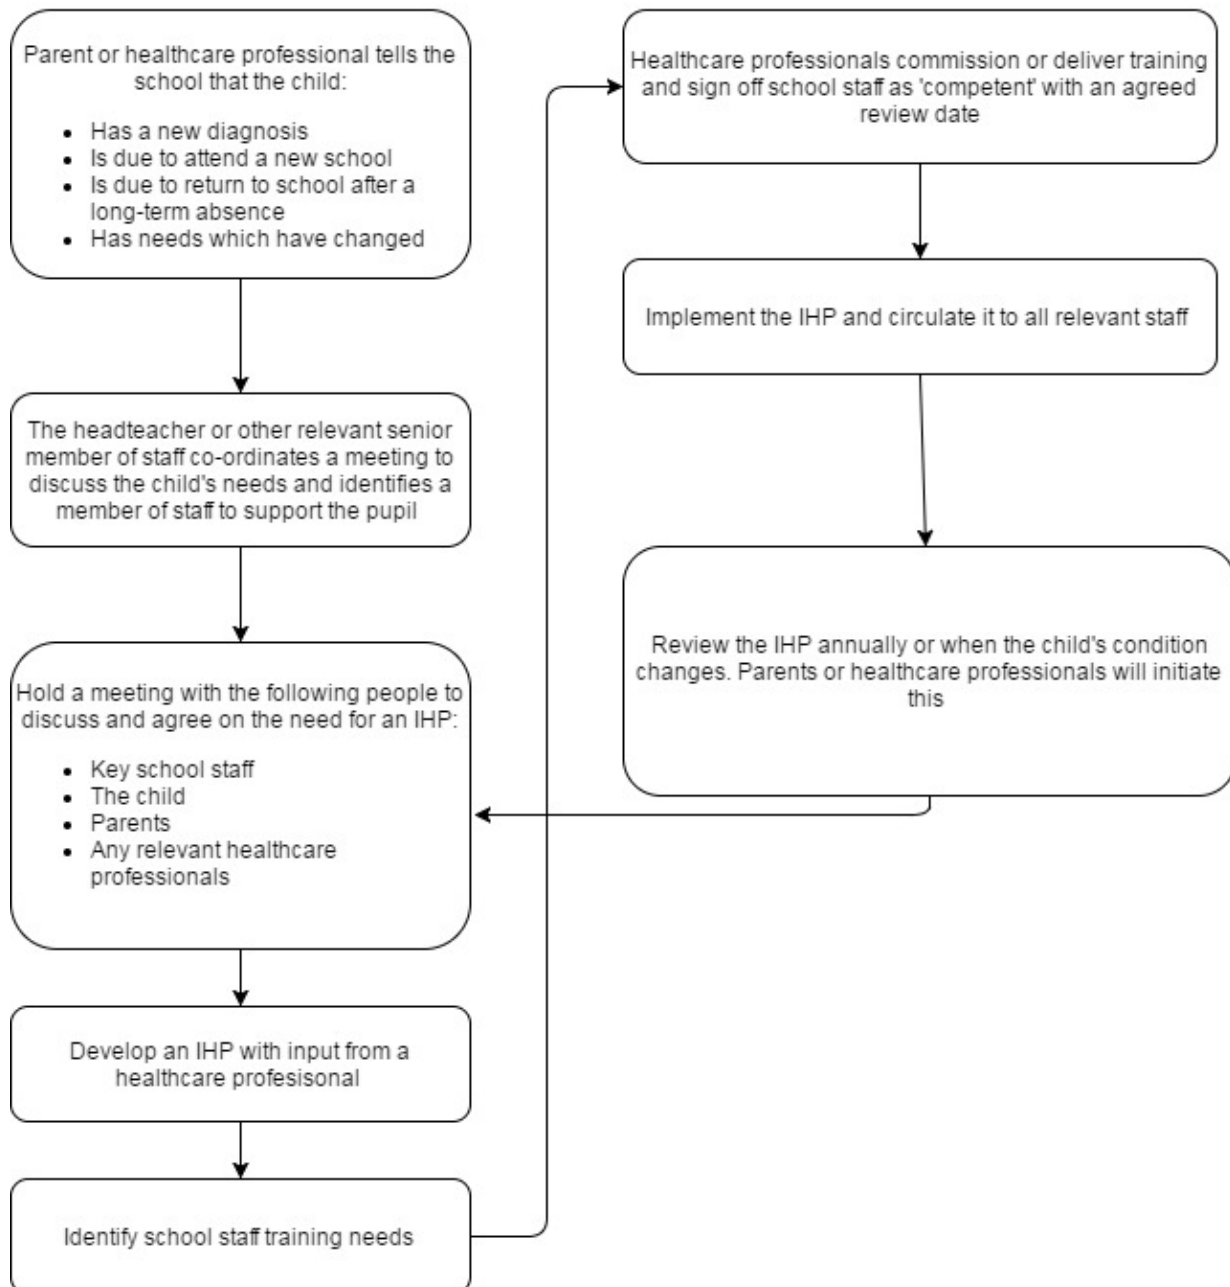 Parent or healthcare professional tells the
school that the child:
• Has a new diagnosis
• Is due to attend a new school
• Is due to return to school after a
long-term absence
• Has needs which have changed
The headteacher or other relevant senior
member of staff co-ordinates a meeting to
discuss the child's needs and identifies a
member of staff to support the pupil
Hold a meeting with the following people to
discuss and agree on the need for an IHP:
• Key school staff
• The child
• Parents
• Any relevant healthcare
professionals
Develop an IHP with input from a
healthcare profesisonal
Identify school staff training needs
Healthcare professionals commission or deliver training
and sign off school staff as 'competent' with an agreed
review date
Implement the IHP and circulate it to all relevant staff
Review the IHP annually or when the child's condition
changes. Parents or healthcare professionals will initiate
this